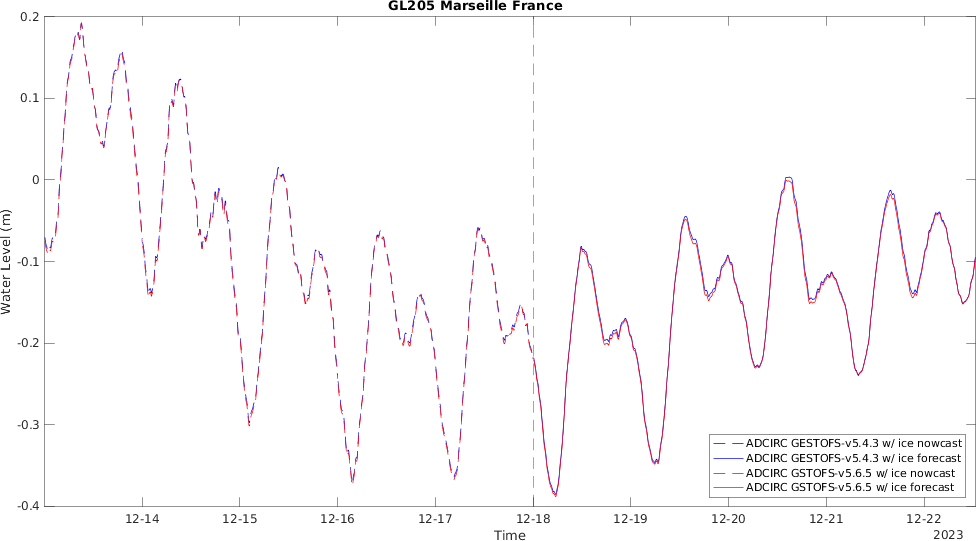 GL205 Marseille France
0.2
0.1
0
-0.1
-0.2
-0.3
-0.4
Water Level (m)
ADCIRC GESTOFS-v5.4.3 w/ ice nowcast
ADCIRC GESTOFS-v5.4.3 w/ ice forecast
ADCIRC GSTOFS-v5.6.5 w/ ice nowcast
ADCIRC GSTOFS-v5.6.5 w/ ice forecast
12-14 12-15 12-16 12-17 12-18 12-19 12-20 12-21 12-22
Time
2023